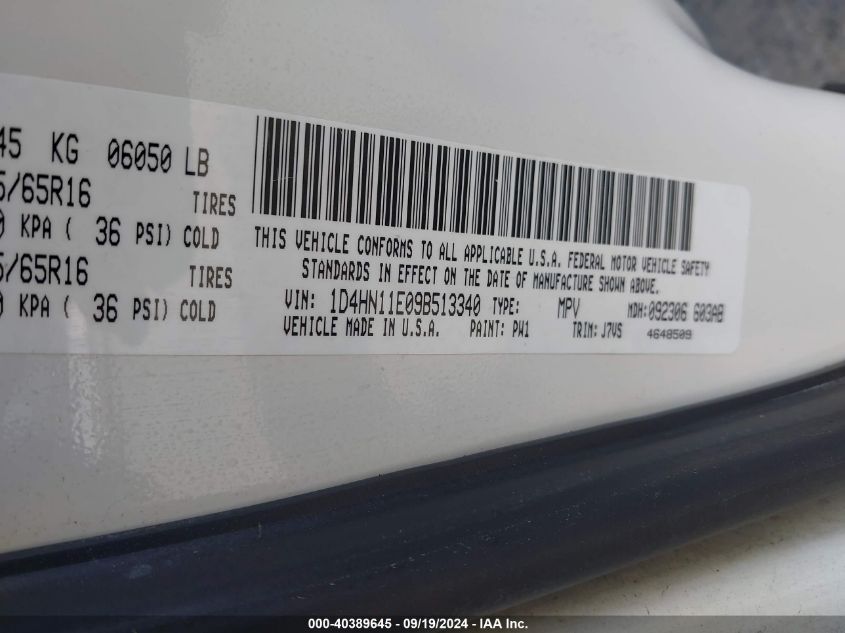 45 KG 06050 LB
5/65R16 TIRES
0 KPA ( 36 PSI) COLD
5/65R16 TIRES
0 KPA ( 36 PSI) COLD
THIS VEHICLE CONFORMS TO ALL APPLICABLE U.S.A. FEDERAL MOTOR VEHICLE SAFETY
STANDARDS IN EFFECT ON THE DATE OF MANUFACTURE SHOWN ABOVE.
VIN: 1D4HN11E09B513340 TYPE: MPV MDH:092306 603AB
VEHICLE MADE IN U.S.A. PAINT: PW1 TRIM: J7VS 4648509
000-40389645 - 09/19/2024 - IAA Inc.